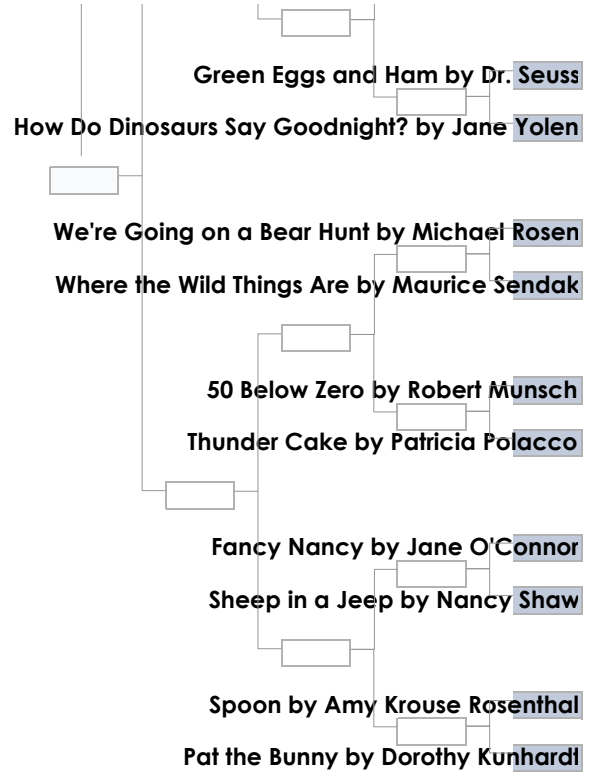 Green Eggs and Ham by Dr. Seuss
How Do Dinosaurs Say Goodnight? by Jane Yolen
We're Going on a Bear Hunt by Michael Rosen
Where the Wild Things Are by Maurice Sendak
50 Below Zero by Robert Munsch
Thunder Cake by Patricia Polacco
Fancy Nancy by Jane O'Connor
Sheep in a Jeep by Nancy Shaw
Spoon by Amy Krouse Rosenthal
Pat the Bunny by Dorothy Kunhardt